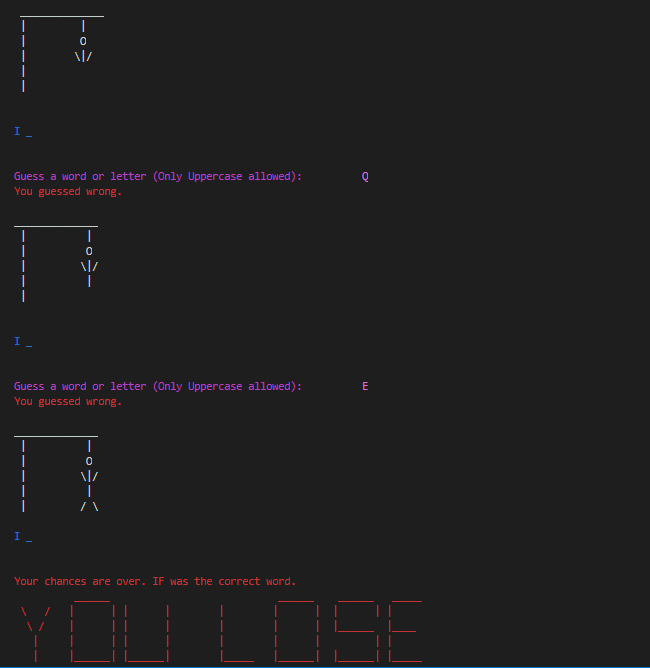 I _
Guess a word or letter (Only Uppercase allowed): Q
You guessed wrong.
I _
Guess a word or letter (Only Uppercase allowed): E
You guessed wrong.
I _
Your chances are over. IF was the correct word.
YOU LOSE